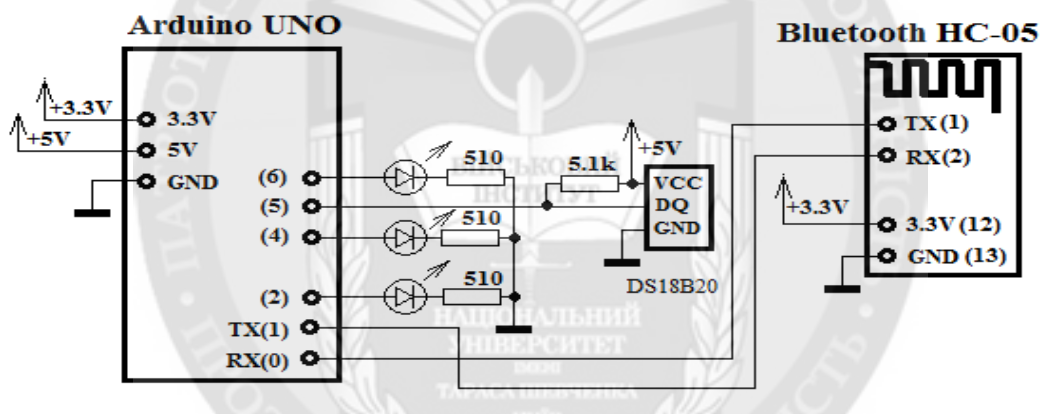 Arduino UNO
Bluetooth HC-05
+3.3V
+5V
3.3V
5V
GND
(6)
(5)
(4)
(2)
TX(1)
RX(0)
510
510
510
5.1k
+5V
VCC
DQ
GND
DS18B20
TX(1)
RX(2)
+3.3V
3.3V (12)
GND (13)
ІНСТИТУТ
НАЦІОНАЛЬНИЙ
УНІВЕРСИТЕТ
ІМЕНІ
ТАРАСА ШЕВЧЕНКА